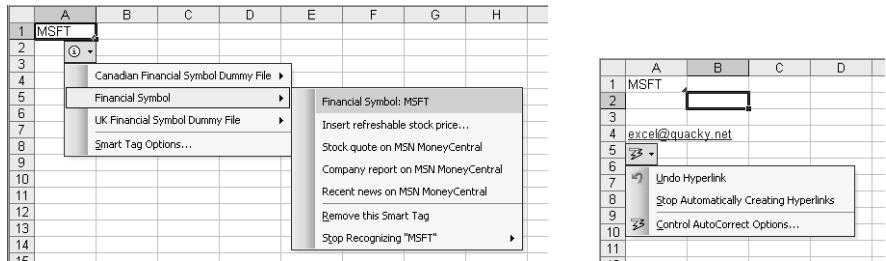 A B C D E F G H
1 MSFT
2
3
4
5
6
7
8
9
10
11
12
13
14
15
Canadian Financial Symbol Dummy File
Financial Symbol
UK Financial Symbol Dummy File
Smart Tag Options...
Financial Symbol: MSFT
Insert refreshable stock price...
Stock quote on MSN MoneyCentral
Company report on MSN MoneyCentral
Recent news on MSN MoneyCentral
Remove this Smart Tag
Stop Recognizing "MSFT"
A B C D
1 MSFT
2
3
4 excel@quacky.net
5
6
7
8
9
10
11
Undo Hyperlink
Stop Automatically Creating Hyperlinks
Control AutoCorrect Options...